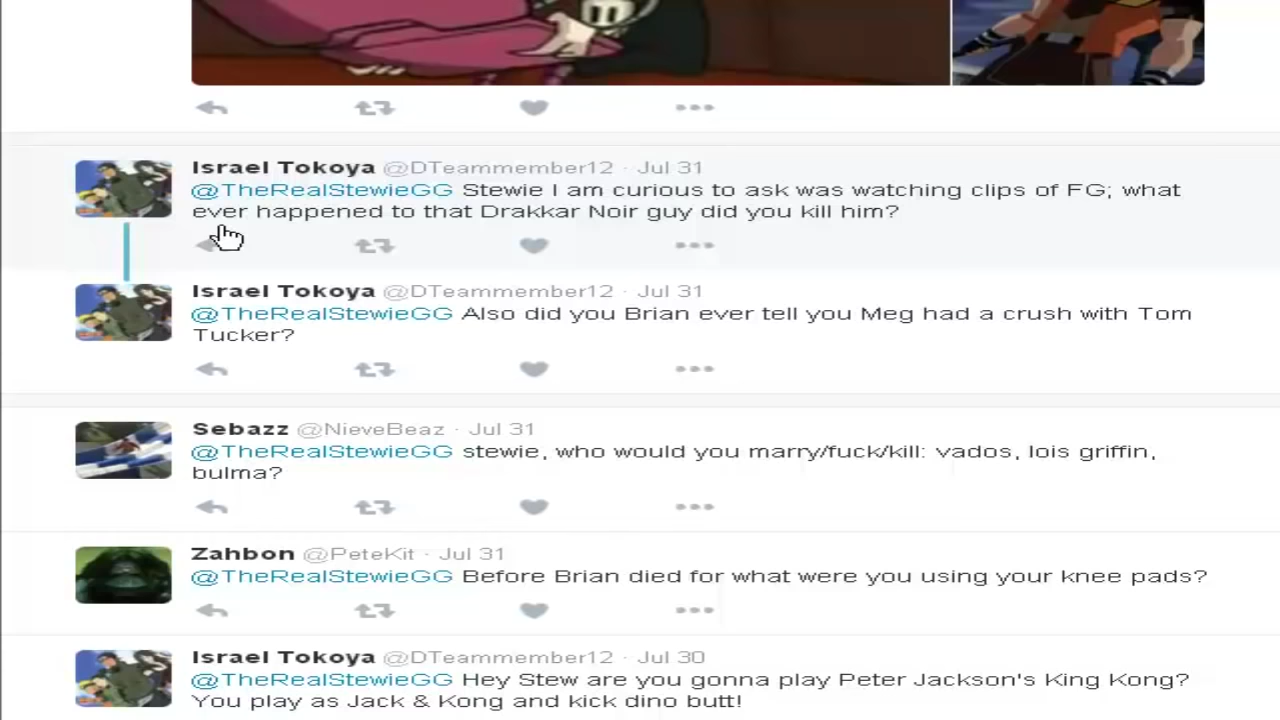 Israel Tokoya @DTeammember12 · Jul 31
@TheRealStewieGG Stewie I am curious to ask was watching clips of FG; what
ever happened to that Drakkar Noir guy did you kill him?
Israel Tokoya @DTeammember12 · Jul 31
@TheRealStewieGG Also did you Brian ever tell you Meg had a crush with Tom
Tucker?
Sebazz @NieveBeaz · Jul 31
@TheRealStewieGG stewie, who would you marry/fuck/kill: vados, lois griffin,
bulma?
Zahbon @PeteKit · Jul 31
@TheRealStewieGG Before Brian died for what were you using your knee pads?
Israel Tokoya @DTeammember12 · Jul 30
@TheRealStewieGG Hey Stew are you gonna play Peter Jackson's King Kong?
You play as Jack & Kong and kick dino butt!